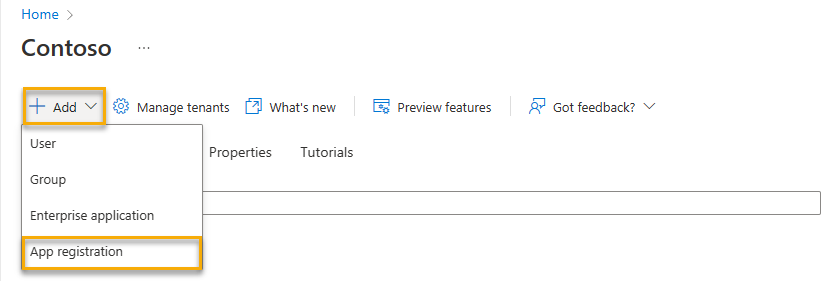 Home >
Contoso ...
+ Add Manage tenants What's new Preview features Got feedback?
User
Properties Tutorials
Group
Enterprise application
App registration